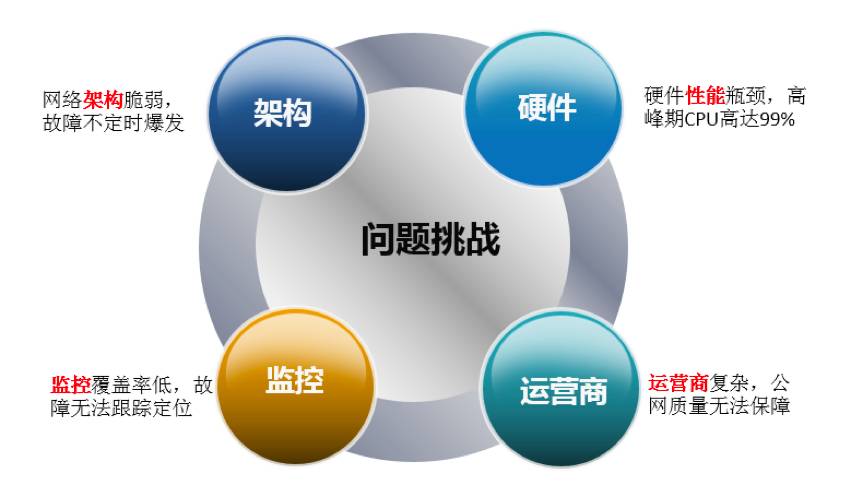 网络架构脆弱，
故障不定时爆发
架构
硬件
硬件性能瓶颈，高
峰期CPU高达99%
问题挑战
监控覆盖率低，故
障无法跟踪定位
监控
运营商
运营商复杂，公
网质量无法保障